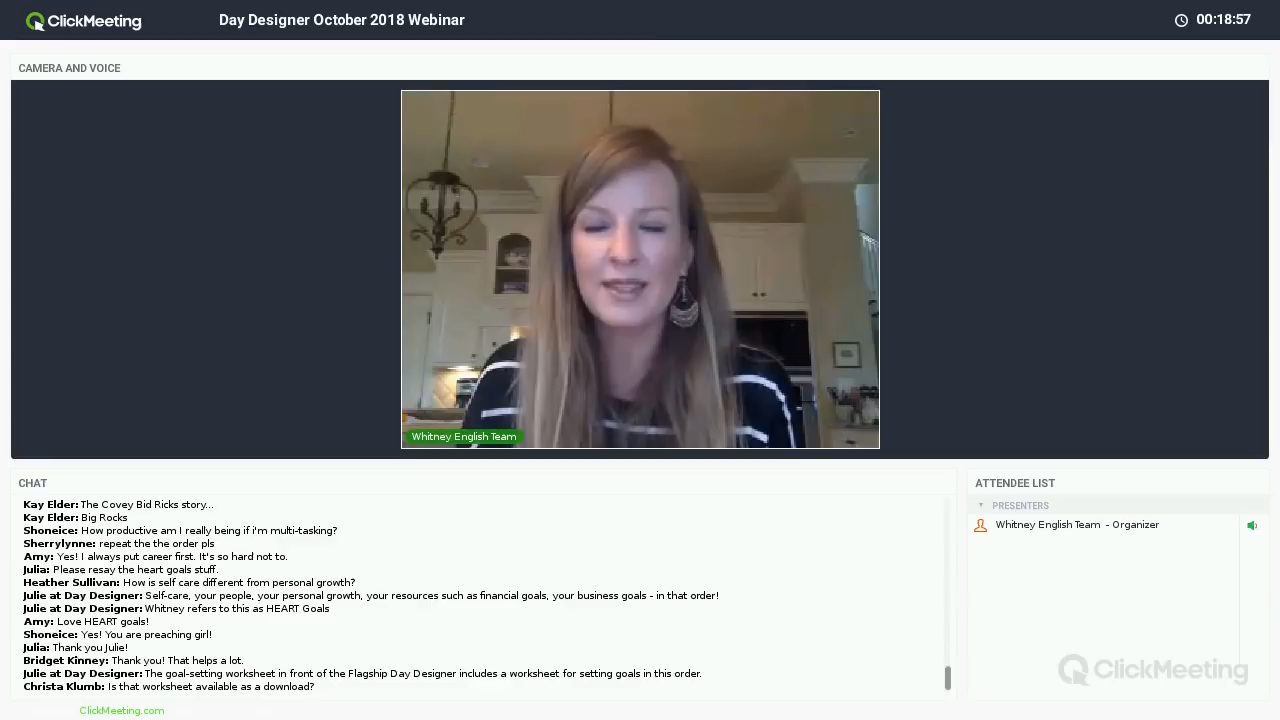 ClickMeeting
Day Designer October 2018 Webinar
00:18:57
CAMERA AND VOICE
Whitney English Team
CHAT
Kay Elder: The Covey Bid Ricks story...
Kay Elder: Big Rocks
Shoneice: How productive am I really being if i'm multi-tasking?
Sherrylynne: repeat the the order pls
Amy: Yes! I always put career first. It's so hard not to.
Julia: Please resay the heart goals stuff.
Heather Sullivan: How is self care different from personal growth?
Julie at Day Designer: Self-care, your people, your personal growth, your resources such as financial goals, your business goals - in that order!
Julie at Day Designer: Whitney refers to this as HEART Goals
Amy: Love HEART goals!
Shoneice: Yes! You are preaching girl!
Julia: Thank you Julie!
Bridget Kinney: Thank you! That helps a lot.
Julie at Day Designer: The goal-setting worksheet in front of the Flagship Day Designer includes a worksheet for setting goals in this order.
Christa Klumb: Is that worksheet available as a download?
ATTENDEE LIST
PRESENTERS
Whitney English Team - Organizer
ClickMeeting
ClickMeeting.com